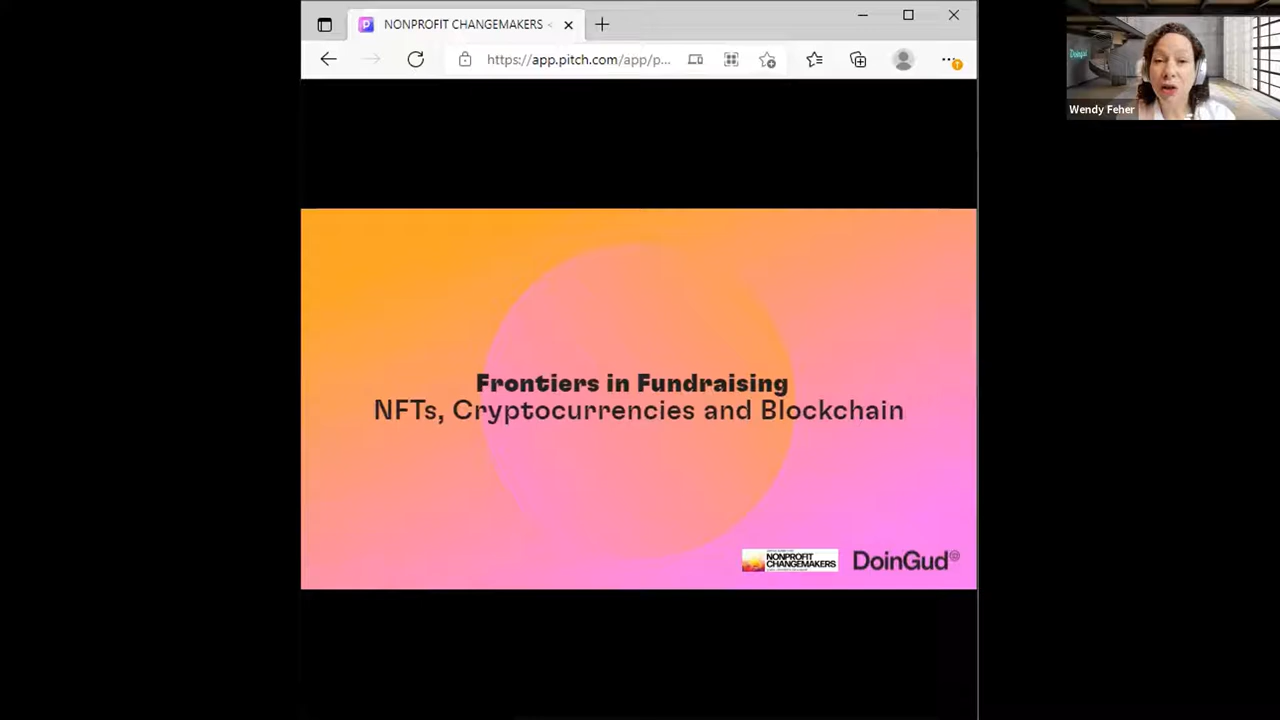 NONPROFIT CHANGEMAKERS
https://app.pitch.com/app/p...
Doingud
Wendy Feher
Frontiers in Fundraising
NFTs, Cryptocurrencies and Blockchain
NONPROFIT
CHANGEMAKERS
DoinGud